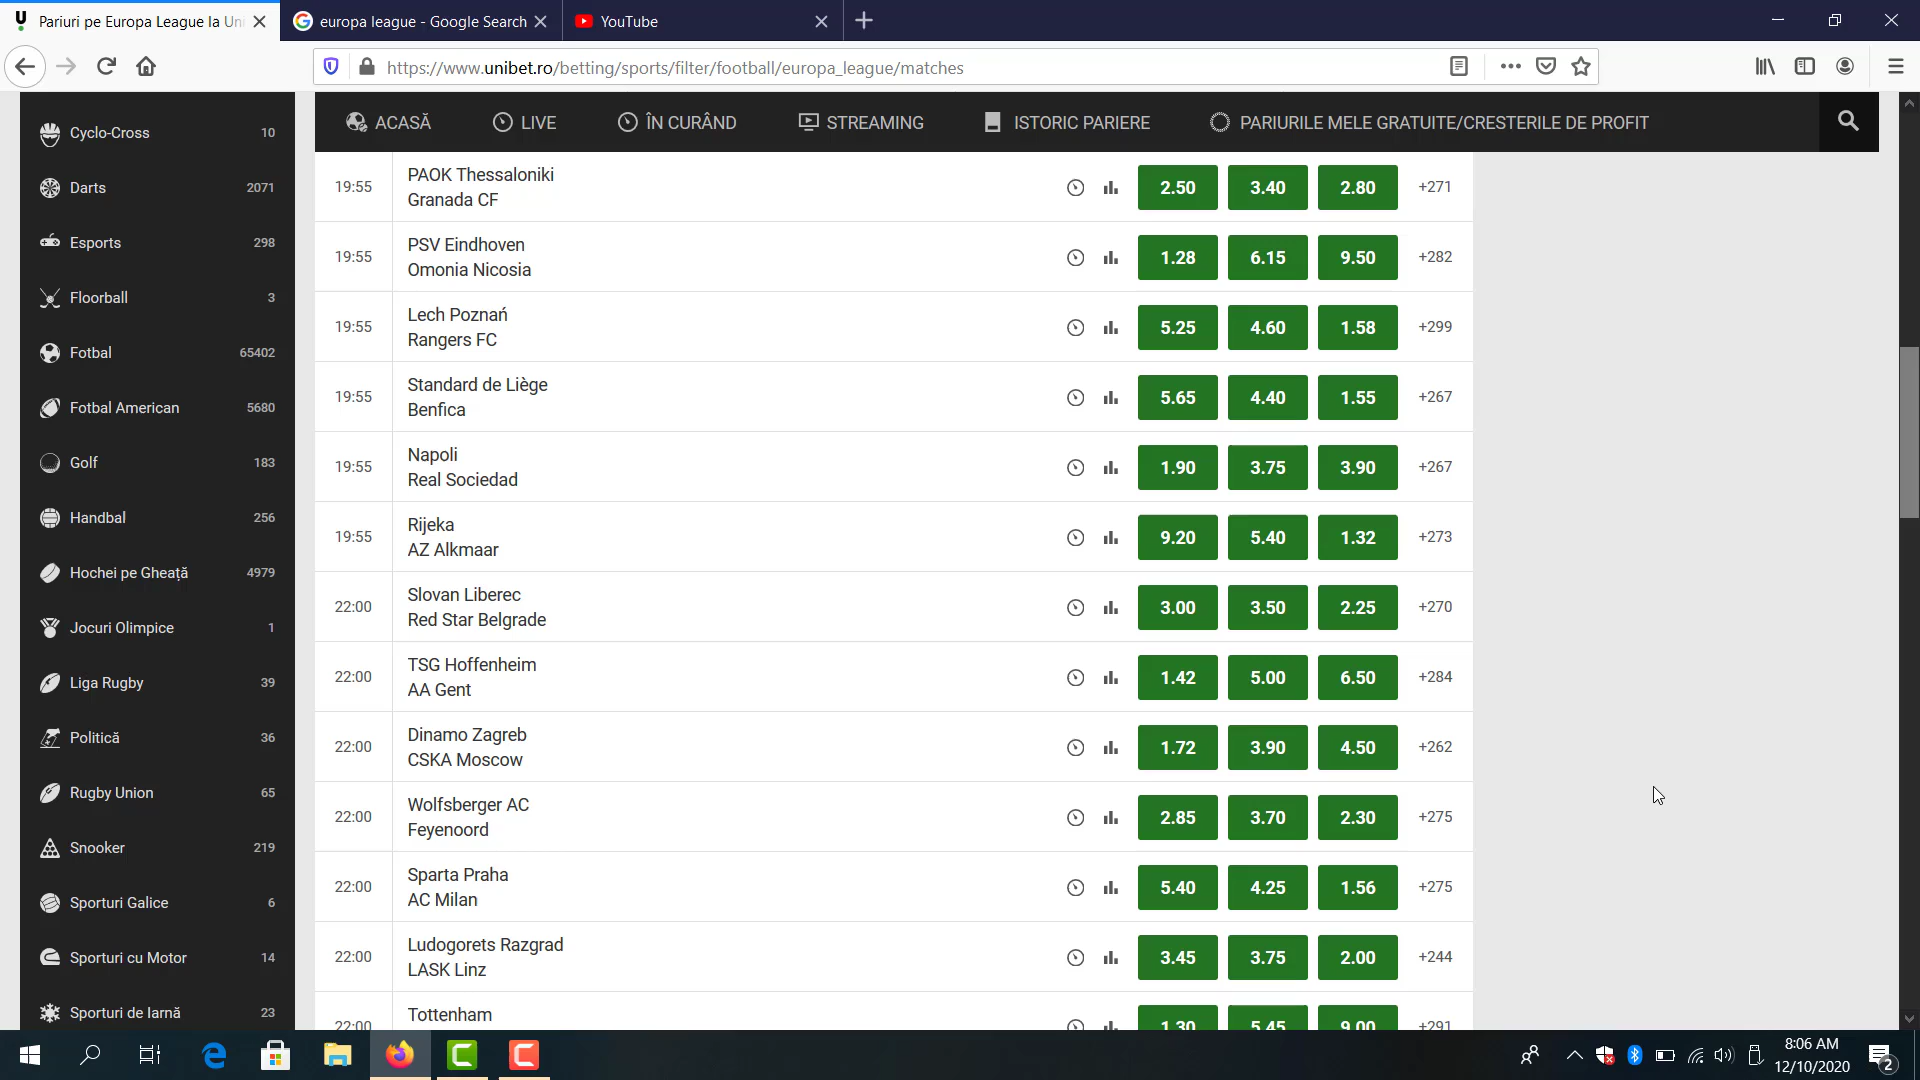 Pariuri pe Europa League la Uni
europa league - Google Search
YouTube
https://www.unibet.ro/betting/sports/filter/football/europa_league/matches
ACASĂ
LIVE
ÎN CURÂND
STREAMING
ISTORIC PARIERE
PARIURILE MELE GRATUITE/CRESTERILE DE PROFIT
Cyclo-Cross 10
Darts 2071
Esports 298
Floorball 3
Fotbal 65402
Fotbal American 5680
Golf 183
Handbal 256
Hochei pe Gheață 4979
Jocuri Olimpice 1
Liga Rugby 39
Politică 36
Rugby Union 65
Snooker 219
Sporturi Galice 6
Sporturi cu Motor 14
Sporturi de Iarnă 23
19:55 PAOK Thessaloniki
Granada CF
2.50 3.40 2.80 +271
19:55 PSV Eindhoven
Omonia Nicosia
1.28 6.15 9.50 +282
19:55 Lech Poznań
Rangers FC
5.25 4.60 1.58 +299
19:55 Standard de Liège
Benfica
5.65 4.40 1.55 +267
19:55 Napoli
Real Sociedad
1.90 3.75 3.90 +267
19:55 Rijeka
AZ Alkmaar
9.20 5.40 1.32 +273
22:00 Slovan Liberec
Red Star Belgrade
3.00 3.50 2.25 +270
22:00 TSG Hoffenheim
AA Gent
1.42 5.00 6.50 +284
22:00 Dinamo Zagreb
CSKA Moscow
1.72 3.90 4.50 +262
22:00 Wolfsberger AC
Feyenoord
2.85 3.70 2.30 +275
22:00 Sparta Praha
AC Milan
5.40 4.25 1.56 +275
22:00 Ludogorets Razgrad
LASK Linz
3.45 3.75 2.00 +244
22:00 Tottenham
1.30 5.45 9.00 +291
8:06 AM
12/10/2020
2